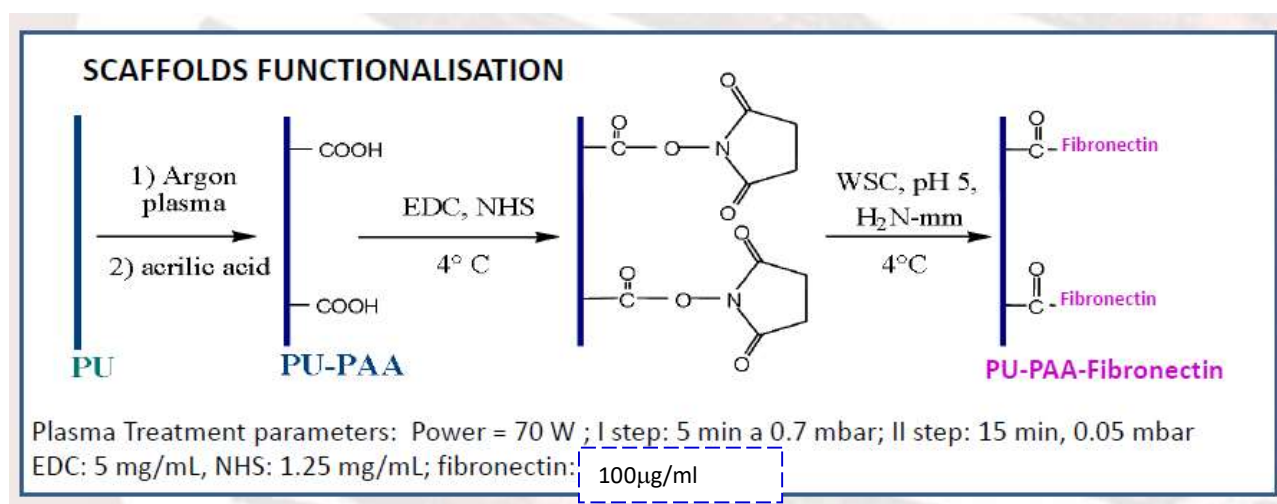 SCAFFOLDS FUNCTIONALISATION
1) Argon
plasma
2) acrilic acid
COOH
COOH
EDC, NHS
4° C
O
C
O
N
O
O
O
C
O
N
O
O
WSC, pH 5,
H₂N-mm
4°C
O
C
Fibronectin
O
C
Fibronectin
PU
PU-PAA
PU-PAA-Fibronectin
Plasma Treatment parameters: Power = 70 W ; I step: 5 min a 0.7 mbar; II step: 15 min, 0.05 mbar
EDC: 5 mg/mL, NHS: 1.25 mg/mL; fibronectin: 100μg/ml